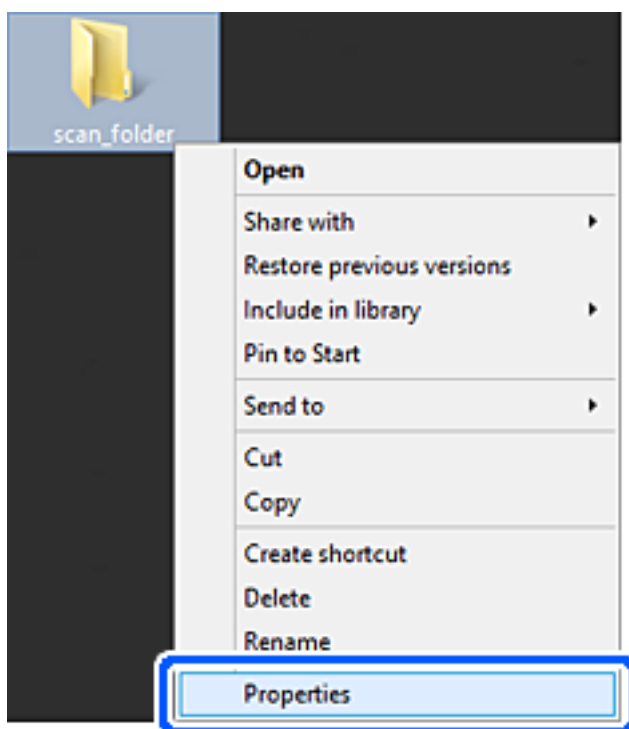 scan_folder
Open
Share with
Restore previous versions
Include in library
Pin to Start
Send to
Cut
Copy
Create shortcut
Delete
Rename
Properties